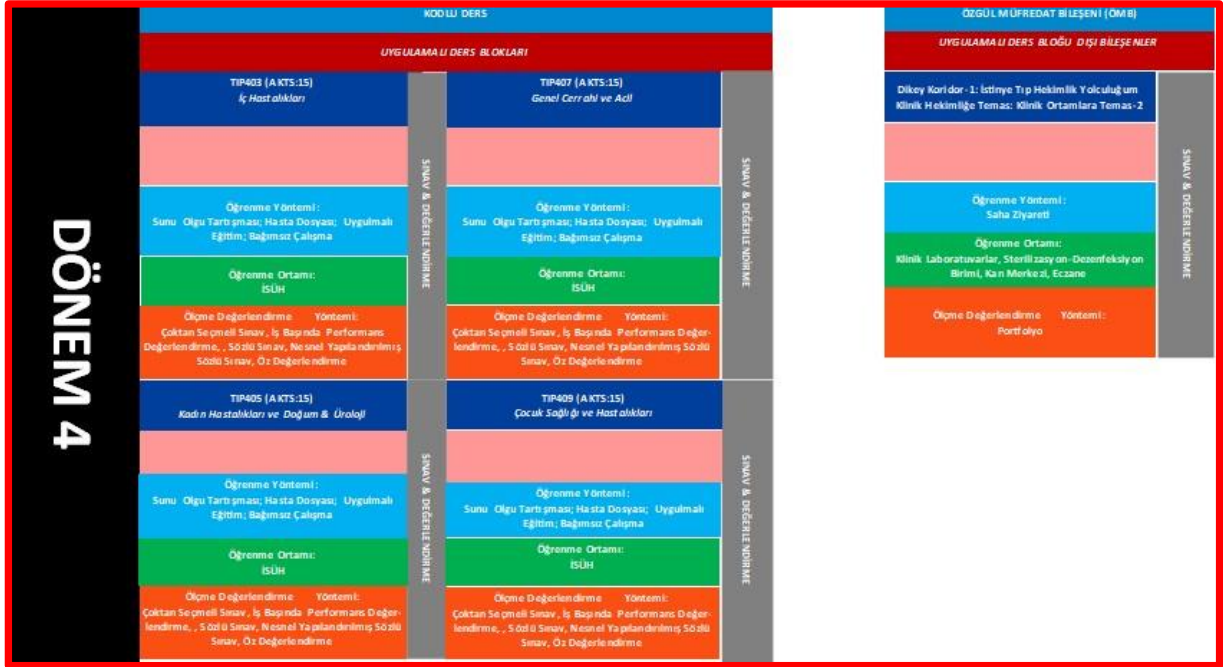 DÖNEM 4
KODLU DERS
UYGULAMALI DERS BLOKLARI
TIP403 (AKTS:15)
İç Hastalıkları
Öğrenme Yöntemi:
Sunu Olgu Tartışması; Hasta Dosyası; Uygulmalı
Eğitim; Bağımsız Çalışma
Öğrenme Ortamı:
İSÜH
Ölçme Değerlendirme Yöntemi:
Çoktan Seçmeli Sınav, İş Başında Performans
Değerlendirme, , Sözlü Sınav, Nesnel Yapılandırılmış
Sözlü Sınav, Öz Değerlendirme
SINAV & DEĞERLENDİRME
TIP407 (AKTS:15)
Genel Cerrahi ve Acil
Öğrenme Yöntemi:
Sunu Olgu Tartışması; Hasta Dosyası; Uygulmalı
Eğitim; Bağımsız Çalışma
Öğrenme Ortamı:
İSÜH
Ölçme Değerlendirme Yöntemi:
Çoktan Seçmeli Sınav, İş Başında Performans Değer-
lendirme, , Sözlü Sınav, Nesnel Yapılandırılmış Sözlü
Sınav, Öz Değerlendirme
SINAV & DEĞERLENDİRME
TIP405 (AKTS:15)
Kadın Hastalıkları ve Doğum & Üroloji
Öğrenme Yöntemi:
Sunu Olgu Tartışması; Hasta Dosyası; Uygulmalı
Eğitim; Bağımsız Çalışma
Öğrenme Ortamı:
İSÜH
Ölçme Değerlendirme Yöntemi:
Çoktan Seçmeli Sınav, İş Başında Performans Değer-
lendirme, , Sözlü Sınav, Nesnel Yapılandırılmış Sözlü
Sınav, Öz Değerlendirme
SINAV & DEĞERLENDİRME
TIP409 (AKTS:15)
Çocuk Sağlığı ve Hastalıkları
Öğrenme Yöntemi:
Sunu Olgu Tartışması; Hasta Dosyası; Uygulmalı
Eğitim; Bağımsız Çalışma
Öğrenme Ortamı:
İSÜH
Ölçme Değerlendirme Yöntemi:
Çoktan Seçmeli Sınav, İş Başında Performans Değer-
lendirme, , Sözlü Sınav, Nesnel Yapılandırılmış Sözlü
Sınav, Öz Değerlendirme
SINAV & DEĞERLENDİRME
ÖZGÜL MÜFREDAT BİLEŞENİ (ÖMB)
UYGULAMALI DERS BLOĞU DIŞI BİLEŞENLER
Dikey Koridor-1: İstinye Tıp Hekimlik Yolculuğum
Klinik Hekimliğe Temas: Klinik Ortamlara Temas-2
Öğrenme Yöntemi:
Saha Ziyareti
Öğrenme Ortamı:
Klinik Laboratuvarlar, Sterilizasyon-Dezenfeksiyon
Birimi, Kan Merkezi, Eczane
Ölçme Değerlendirme Yöntemi:
Portfolyo
SINAV & DEĞERLENDİRME